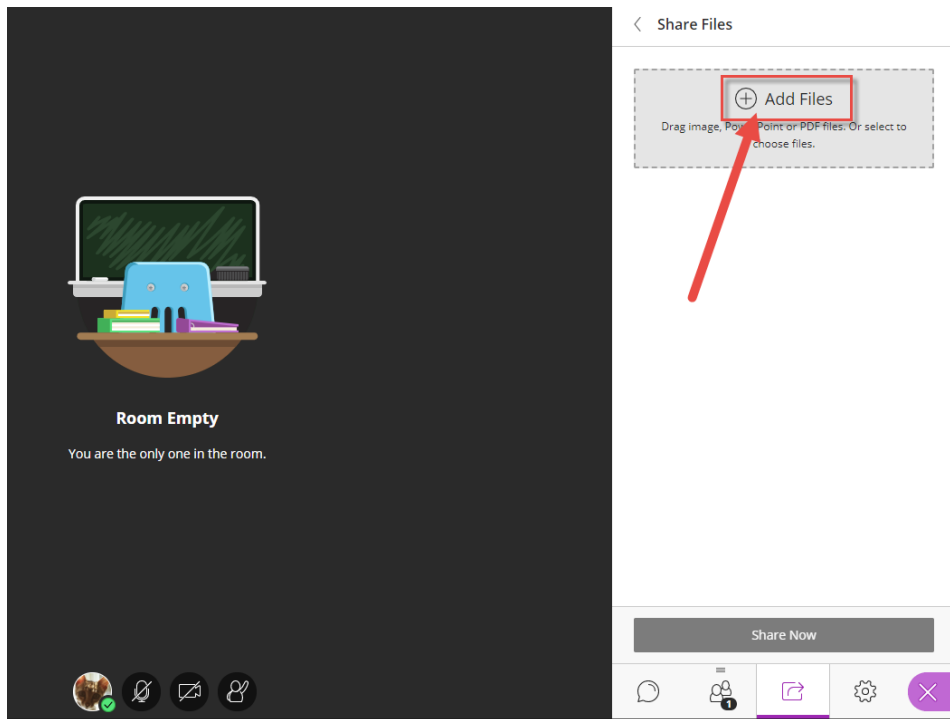 Share Files
Add Files
Drag image, PowerPoint or PDF files. Or select to
choose files.
Room Empty
You are the only one in the room.
Share Now
1